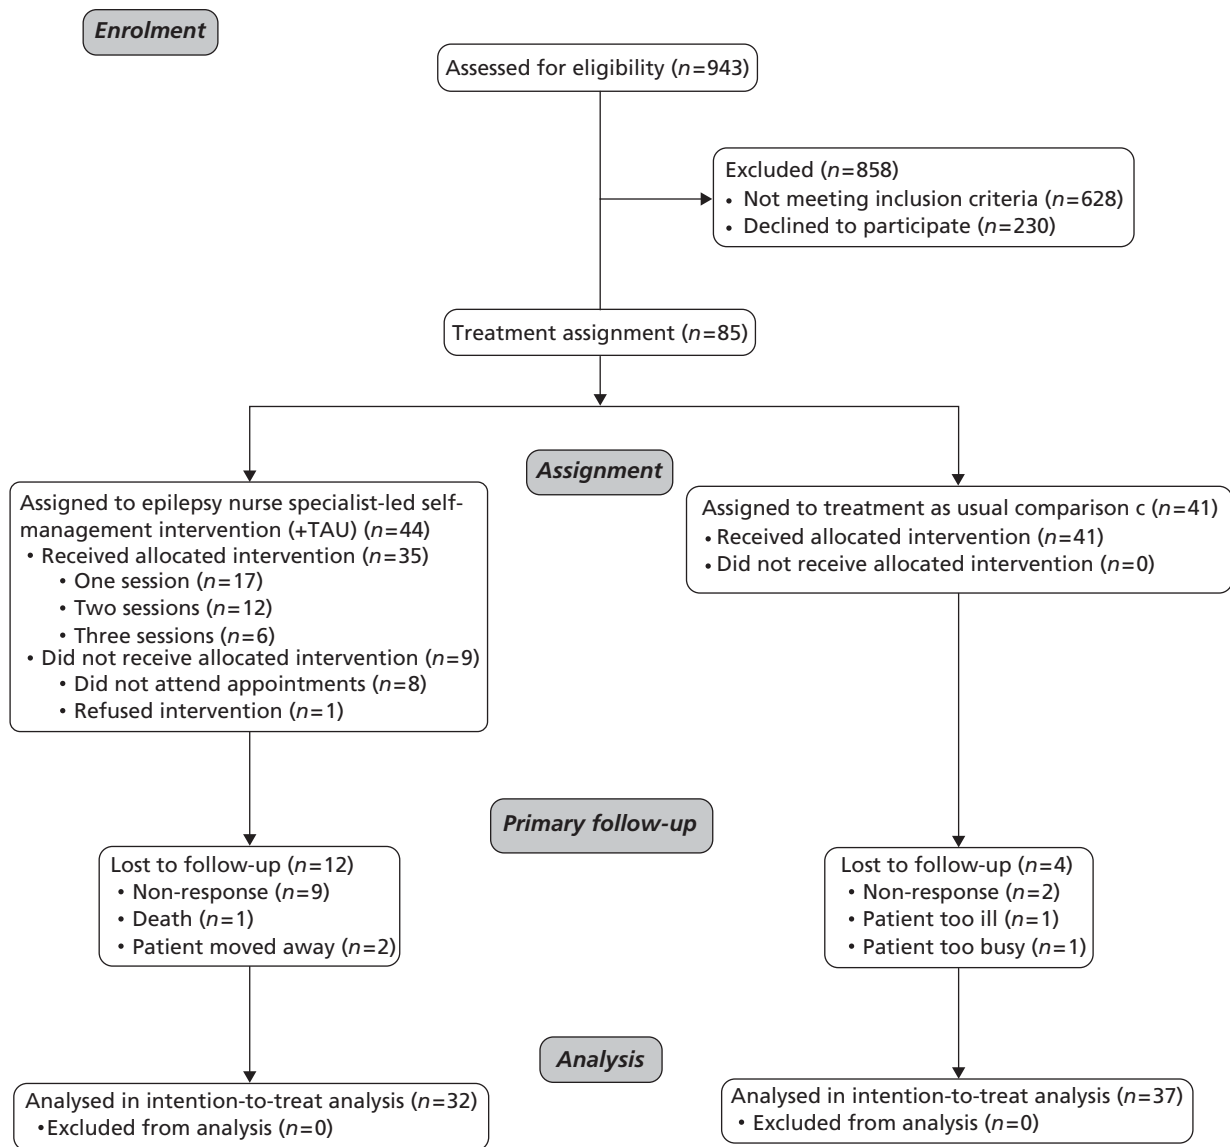 Enrolment
Assessed for eligibility (n=943)
Excluded (n=858)
• Not meeting inclusion criteria (n=628)
• Declined to participate (n=230)
Treatment assignment (n=85)
Assignment
Assigned to epilepsy nurse specialist-led self-
management intervention (+TAU) (n=44)
• Received allocated intervention (n=35)
• One session (n=17)
• Two sessions (n=12)
• Three sessions (n=6)
• Did not receive allocated intervention (n=9)
• Did not attend appointments (n=8)
• Refused intervention (n=1)
Assigned to treatment as usual comparison c (n=41)
• Received allocated intervention (n=41)
• Did not receive allocated intervention (n=0)
Primary follow-up
Lost to follow-up (n=12)
• Non-response (n=9)
• Death (n=1)
• Patient moved away (n=2)
Lost to follow-up (n=4)
• Non-response (n=2)
• Patient too ill (n=1)
• Patient too busy (n=1)
Analysis
Analysed in intention-to-treat analysis (n=32)
•Excluded from analysis (n=0)
Analysed in intention-to-treat analysis (n=37)
• Excluded from analysis (n=0)